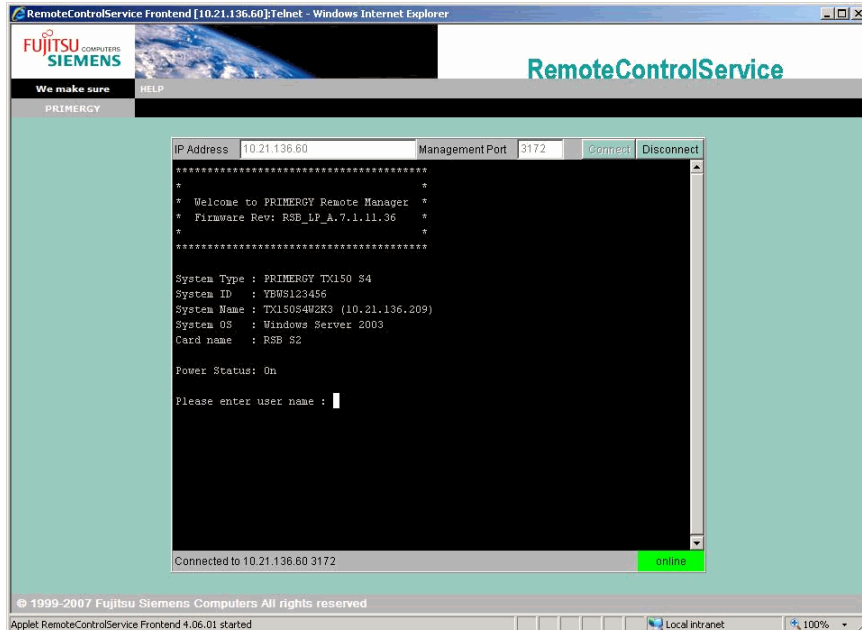 RemoteControlService Frontend [10.21.136.60]:Telnet - Windows Internet Explorer
FUJITSU COMPUTERS
SIEMENS
RemoteControlService
We make sure
HELP
PRIMERGY
IP Address 10.21.136.60 Management Port 3172 Connect Disconnect
****************************************
*                                      *
*  Welcome to PRIMERGY Remote Manager  *
*  Firmware Rev: RSB_LP_A.7.1.11.36    *
*                                      *
****************************************
System Type : PRIMERGY TX150 S4
System ID   : YBWS123456
System Name : TX150S4W2K3 (10.21.136.209)
System OS   : Windows Server 2003
Card name   : RSB S2
Power Status: On
Please enter user name :
Connected to 10.21.136.60 3172 online
© 1999-2007 Fujitsu Siemens Computers All rights reserved
Applet RemoteControlService Frontend 4.06.01 started Local intranet 100%